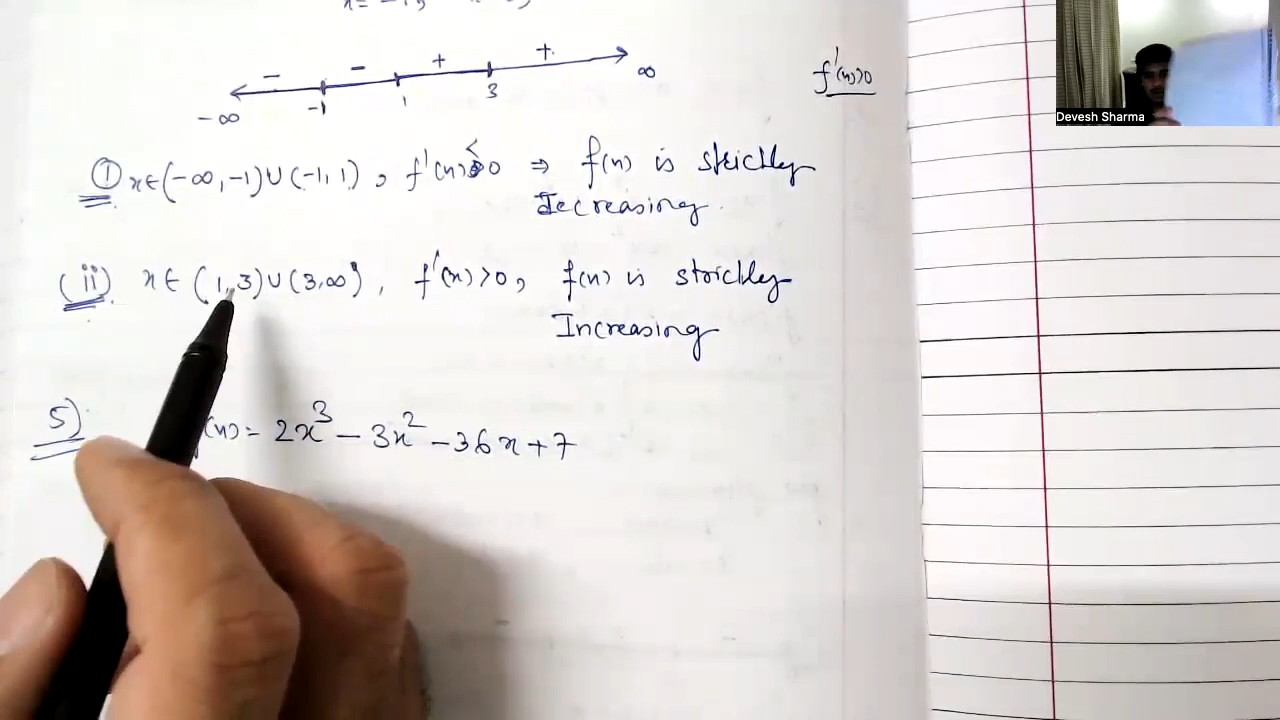 − − + +
-∞ -1 1 3 ∞
f'(x)>0
Devesh Sharma
① x∈(-∞,-1)∪(-1,1), f'(x)<0 ⇒ f(x) is strictly
Decreasing.
(ii) x∈ (1,3)∪(3,∞), f'(x)>0, f(x) is strictly
Increasing
5) (x)= 2x³ - 3x² - 36x + 7